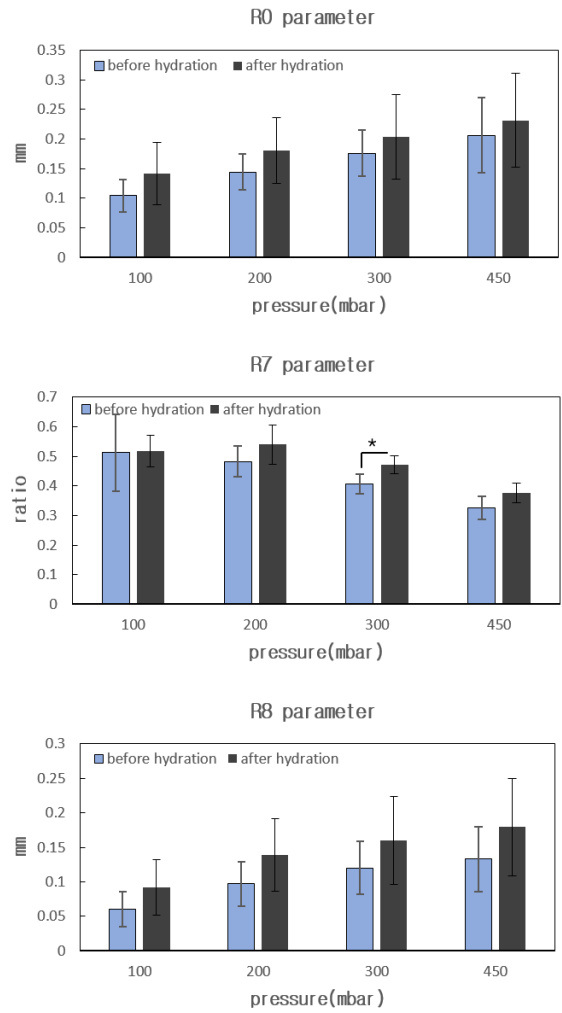 R0 parameter
0.35
0.3
0.25
0.2
0.15
0.1
0.05
0
mm
before hydration after hydration
100 200 300 450
pressure(mbar)
R7 parameter
0.7
0.6
0.5
0.4
0.3
0.2
0.1
0
ratio
before hydration after hydration
*
100 200 300 450
pressure(mbar)
R8 parameter
0.3
0.25
0.2
0.15
0.1
0.05
0
mm
before hydration after hydration
100 200 300 450
pressure(mbar)